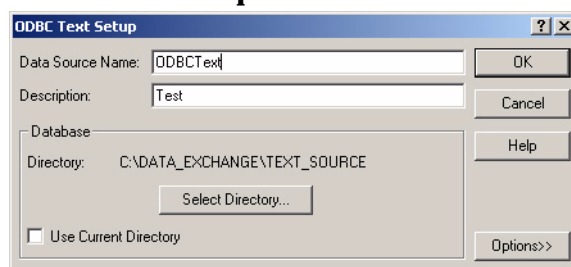 ODBC Text Setup
Data Source Name: ODBCText OK
Description: Test Cancel
Database Help
Directory: C:\DATA_EXCHANGE\TEXT_SOURCE
Select Directory...
Use Current Directory Options>>